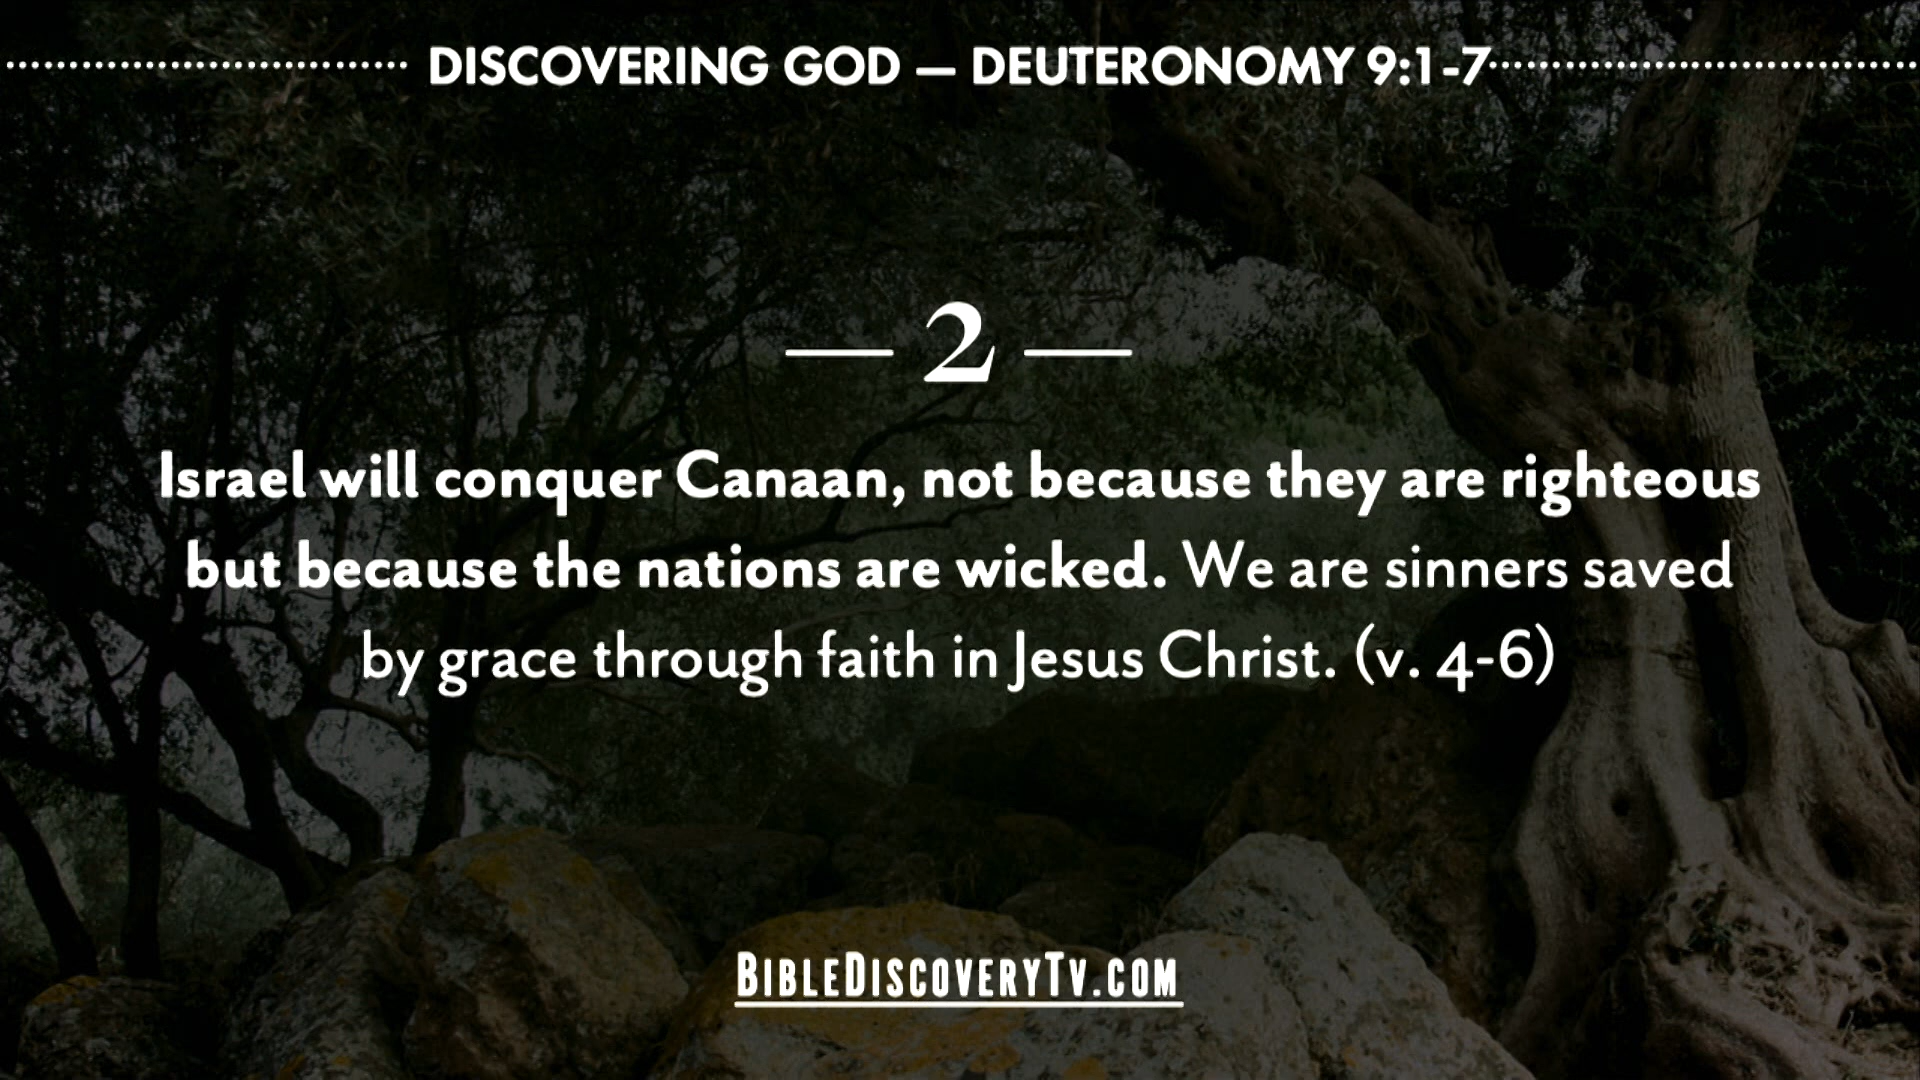 DISCOVERING GOD — DEUTERONOMY 9:1-7
— 2 —
Israel will conquer Canaan, not because they are righteous
but because the nations are wicked. We are sinners saved
by grace through faith in Jesus Christ. (v. 4-6)
BIBLEDISCOVERYTV.COM